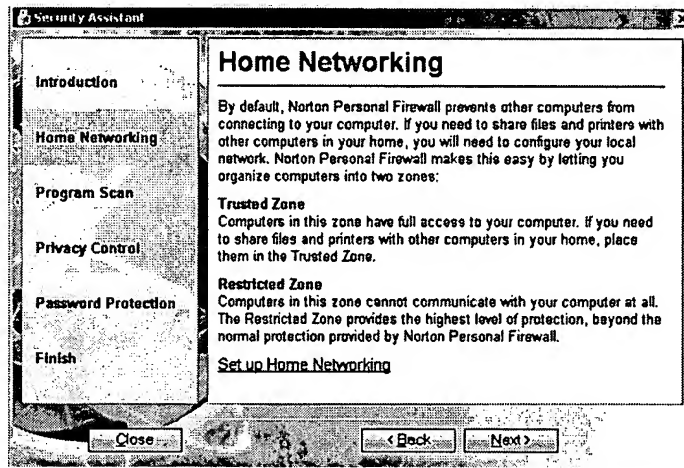 Security Assistant
Introduction
Home Networking
Program Scan
Privacy Control
Password Protection
Finish
Home Networking
By default, Norton Personal Firewall prevents other computers from
connecting to your computer. If you need to share files and printers with
other computers in your home, you will need to configure your local
network. Norton Personal Firewall makes this easy by letting you
organize computers into two zones:
Trusted Zone
Computers in this zone have full access to your computer. If you need
to share files and printers with other computers in your home, place
them in the Trusted Zone.
Restricted Zone
Computers in this zone cannot communicate with your computer at all.
The Restricted Zone provides the highest level of protection, beyond the
normal protection provided by Norton Personal Firewall.
Set up Home Networking
Close
< Back
Next >